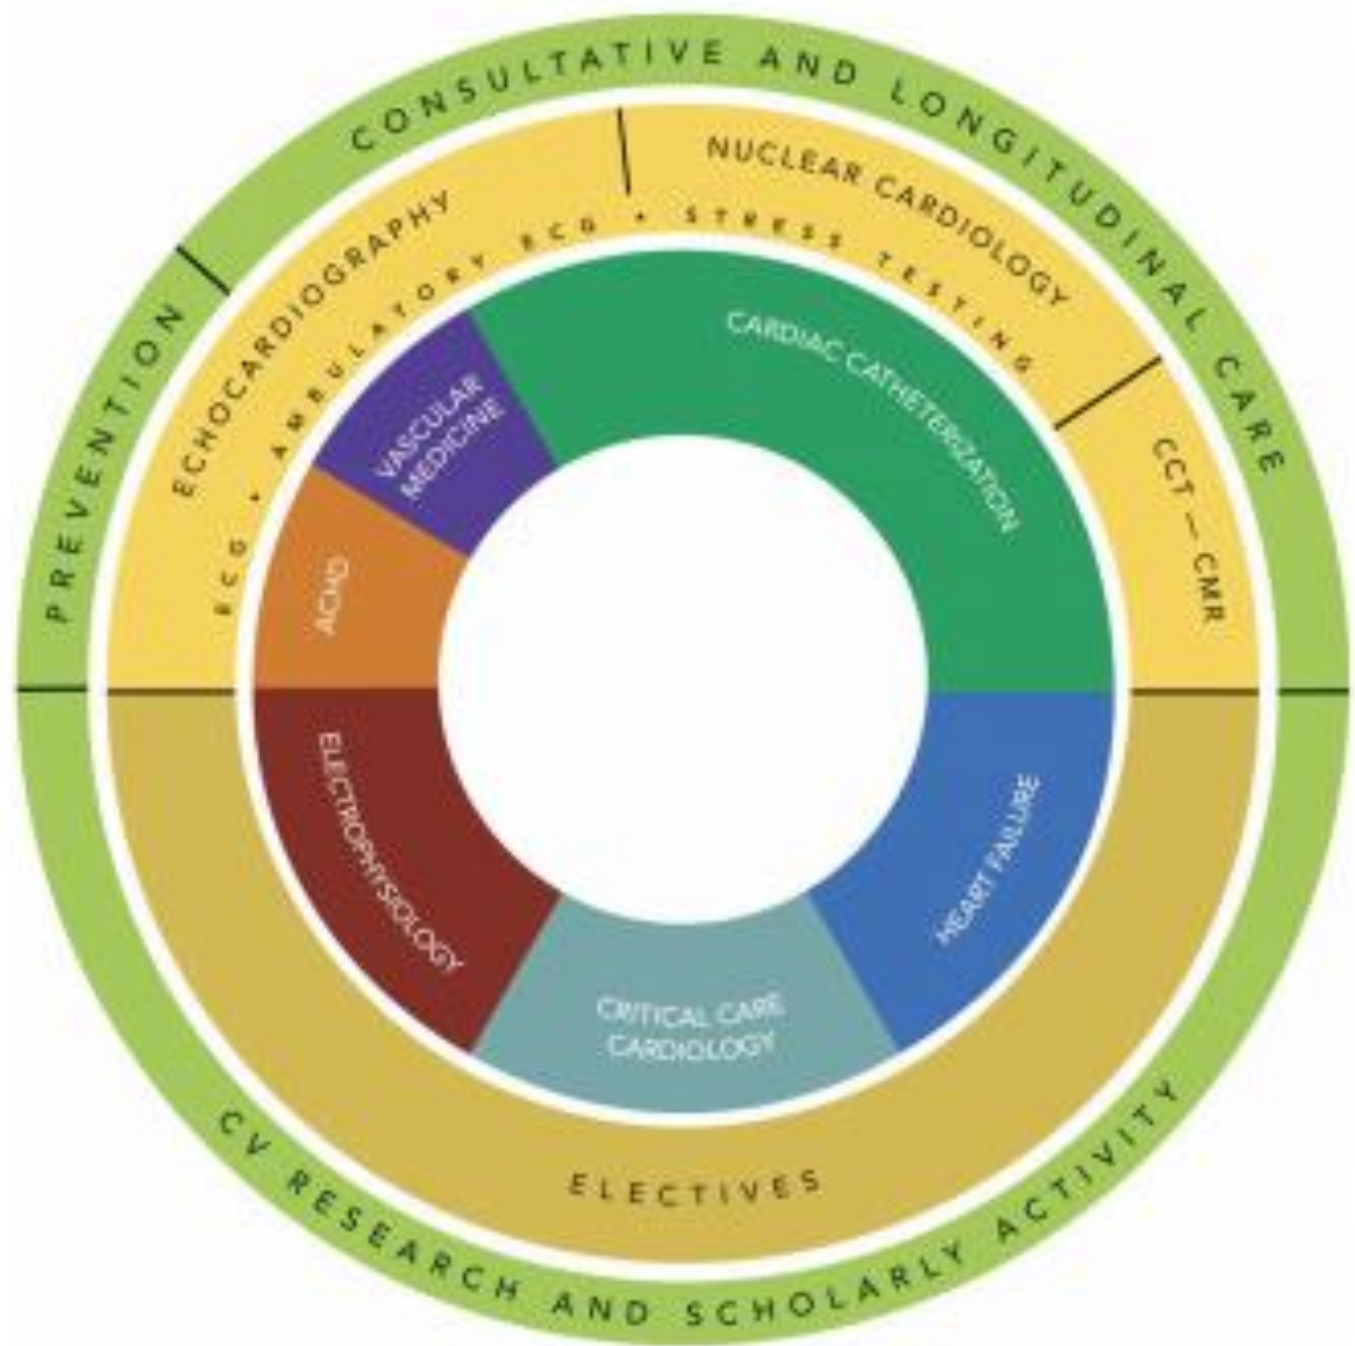 CONSULTATIVE AND LONGITUDINAL CARE
PREVENTION
CV RESEARCH AND SCHOLARLY ACTIVITY
ECHOCARDIOGRAPHY
NUCLEAR CARDIOLOGY
CCT — CMR
ECG • AMBULATORY ECG • STRESS TESTING
ELECTIVES
VASCULAR
MEDICINE
CARDIAC CATHETERIZATION
ACHD
ELECTROPHYSIOLOGY
HEART FAILURE
CRITICAL CARE
CARDIOLOGY